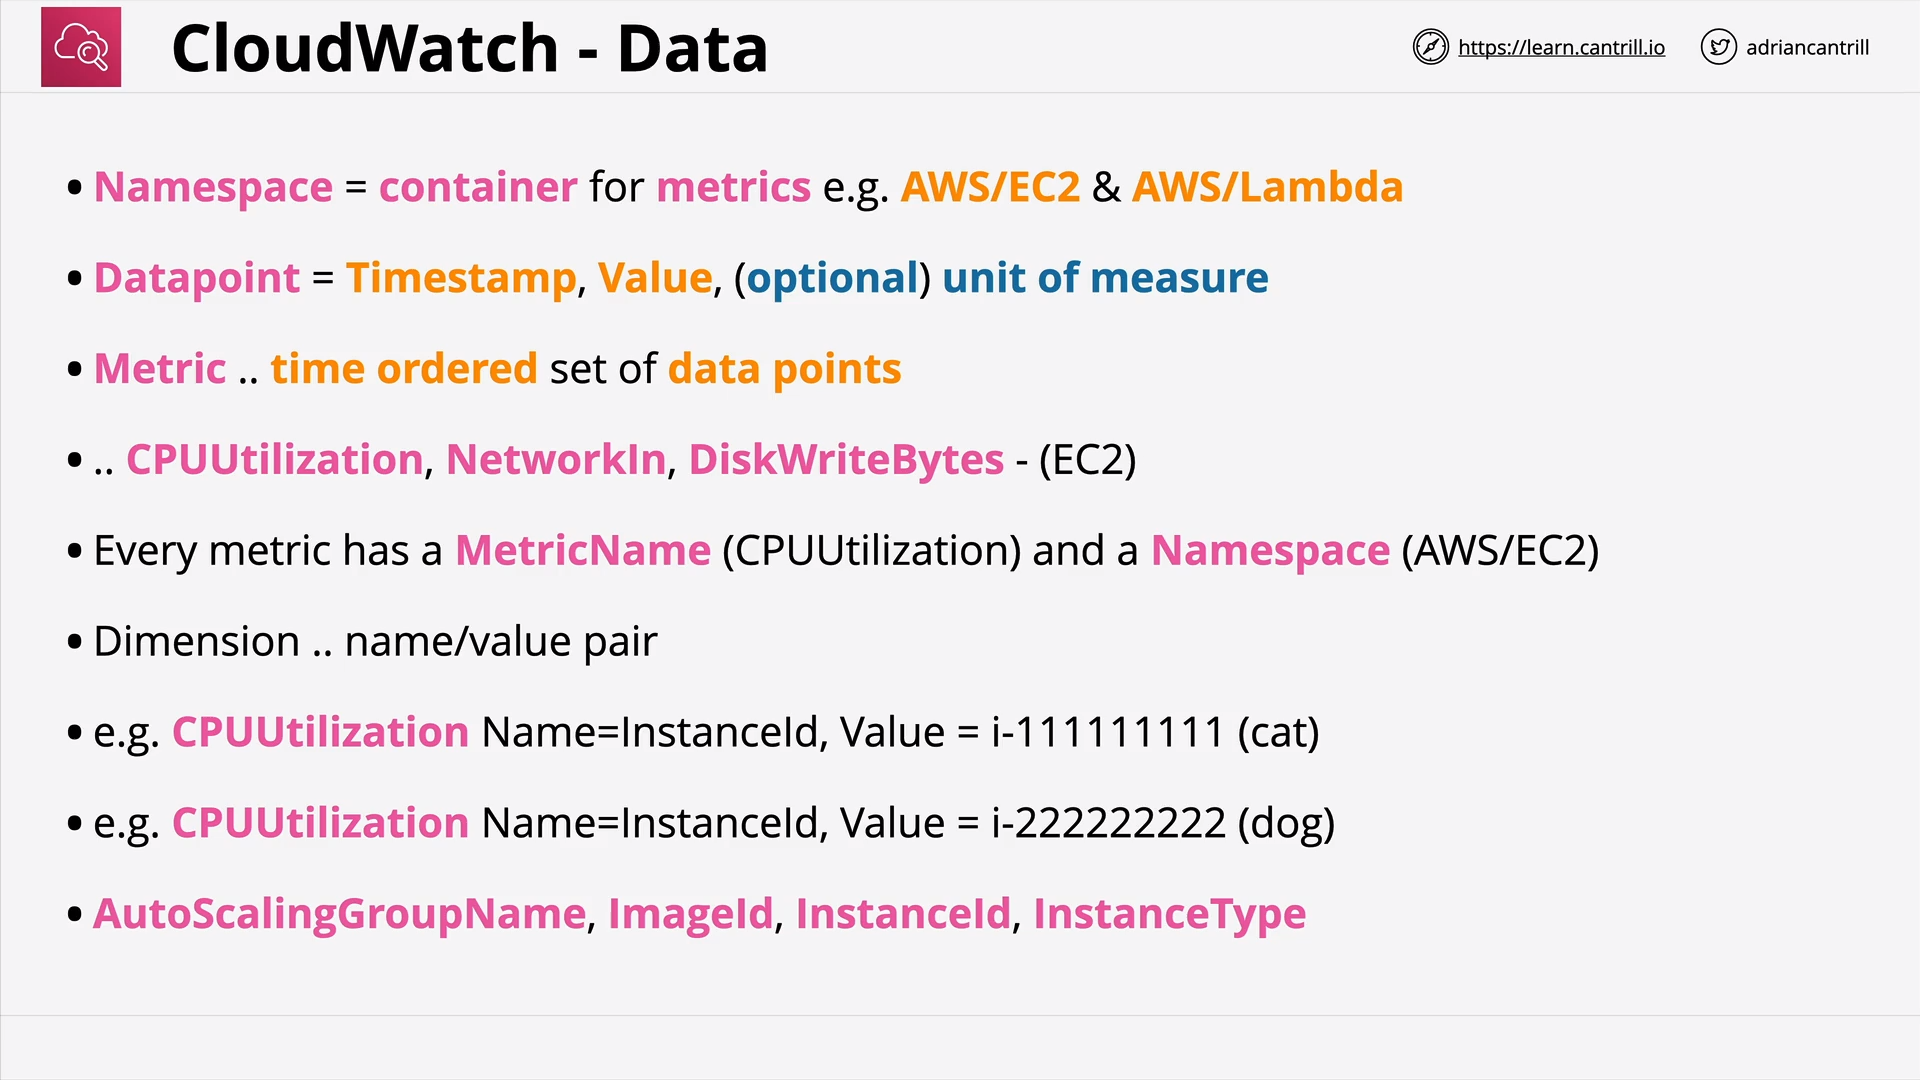 CloudWatch - Data
https://learn.cantrill.io
adriancantrill
• Namespace = container for metrics e.g. AWS/EC2 & AWS/Lambda
• Datapoint = Timestamp, Value, (optional) unit of measure
• Metric .. time ordered set of data points
• .. CPUUtilization, NetworkIn, DiskWriteBytes - (EC2)
• Every metric has a MetricName (CPUUtilization) and a Namespace (AWS/EC2)
• Dimension .. name/value pair
• e.g. CPUUtilization Name=InstanceId, Value = i-111111111 (cat)
• e.g. CPUUtilization Name=InstanceId, Value = i-222222222 (dog)
• AutoScalingGroupName, ImageId, InstanceId, InstanceType